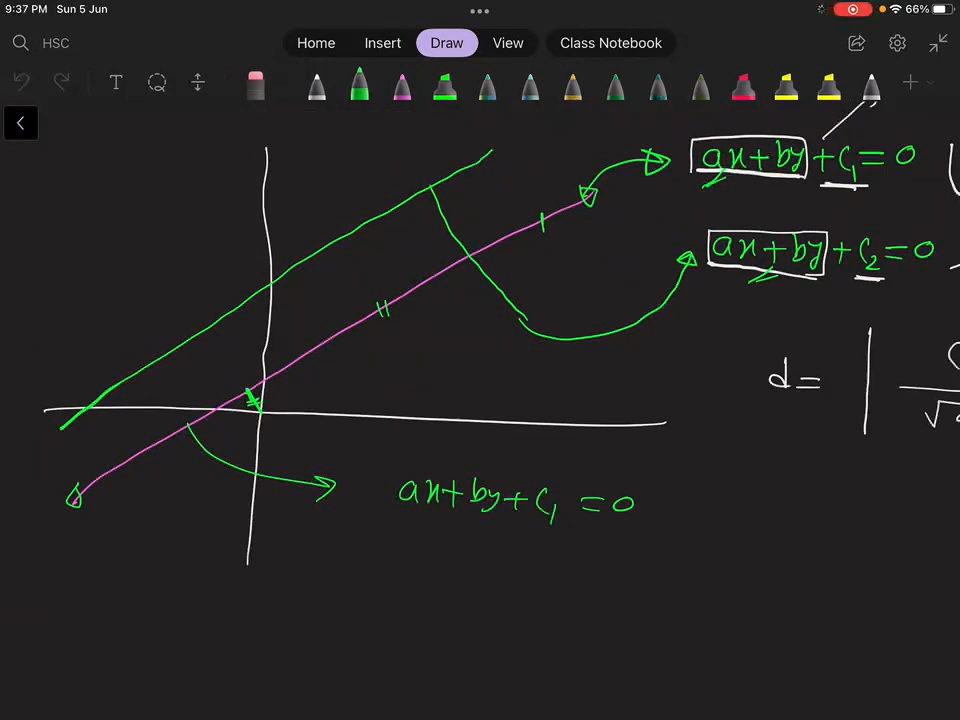 9:37 PM Sun 5 Jun
66%
HSC
Home Insert Draw View Class Notebook
T
ax+by +C₁=0
ax+by +C₂=0
d=
ax+by+C₁ =0